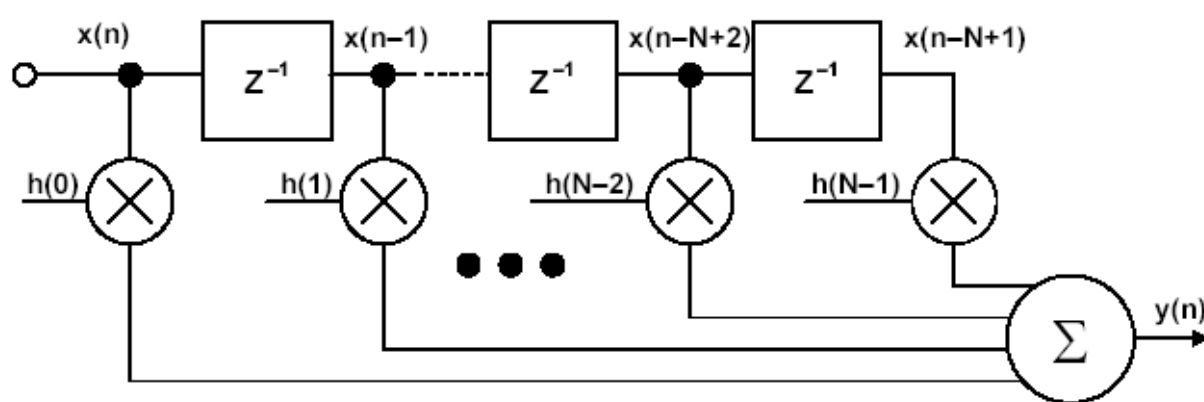 x(n)
x(n–1)
x(n–N+2)
x(n–N+1)
Z⁻¹
Z⁻¹
Z⁻¹
h(0)
h(1)
h(N–2)
h(N–1)
Σ
y(n)